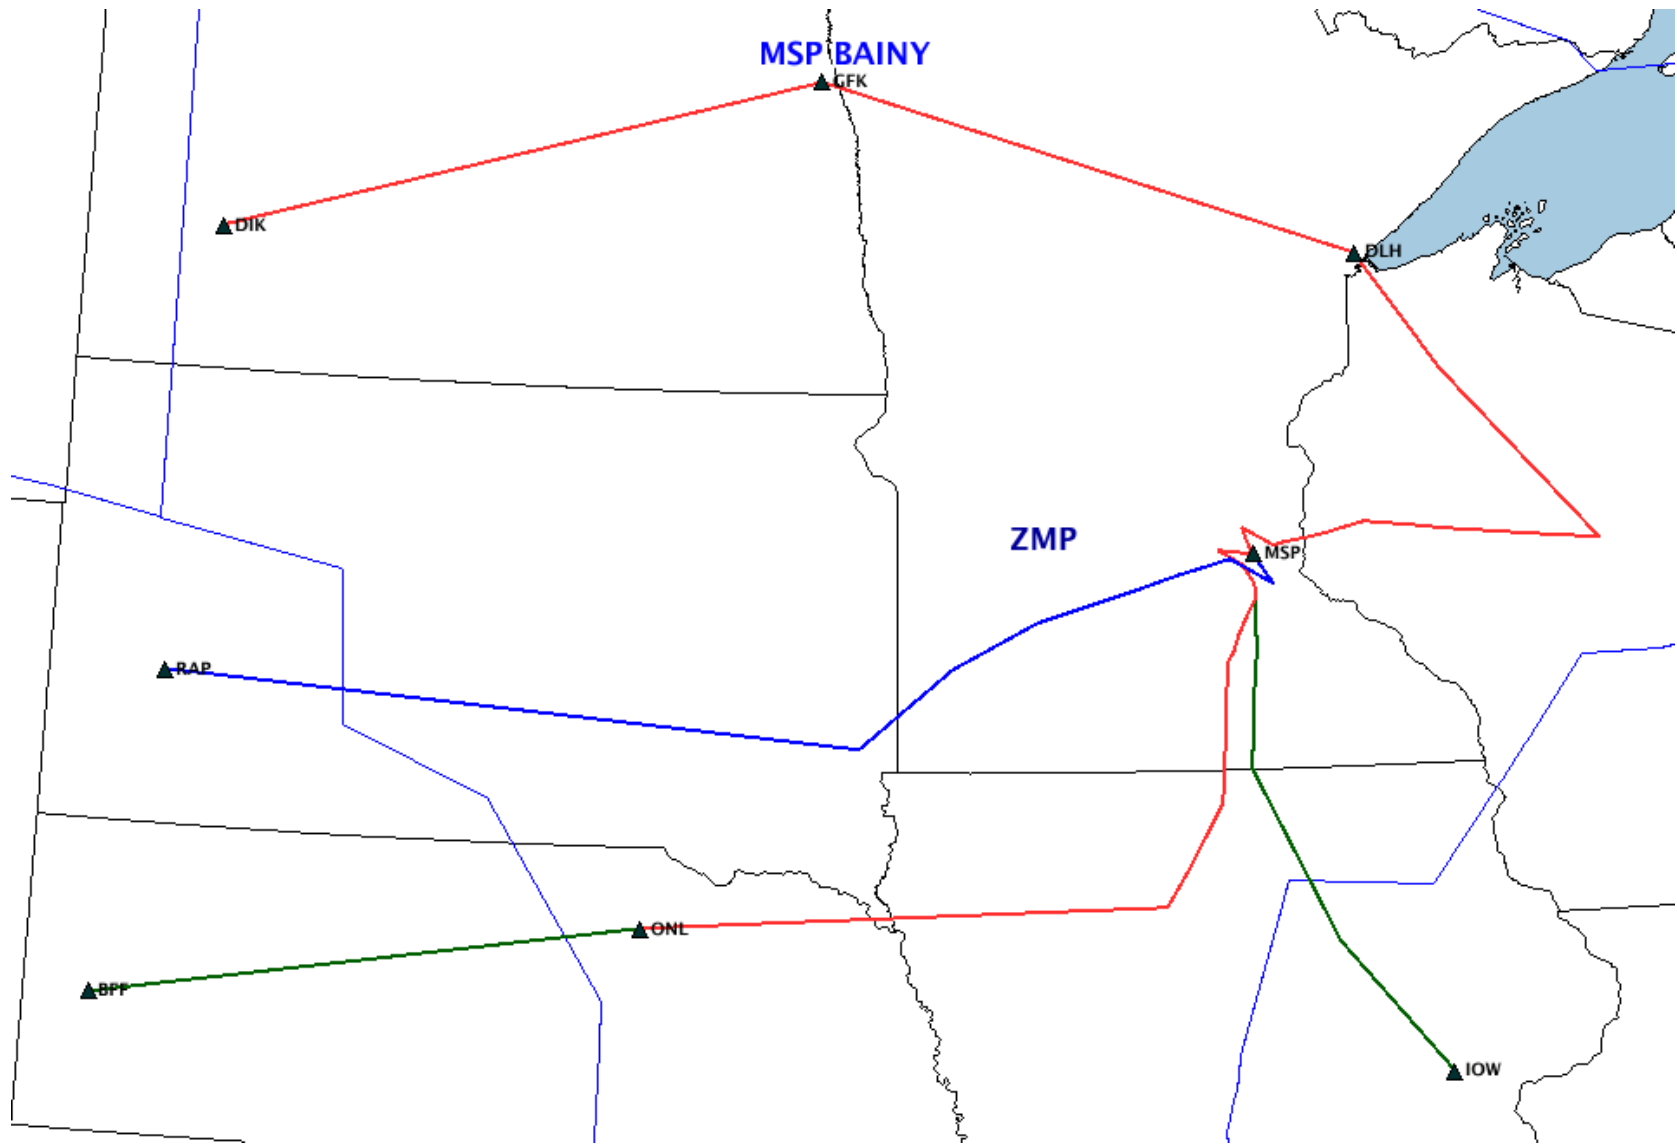 MSP BAINY
GFK
DIK
DLH
ZMP
MSP
RAP
ONL
BFF
IOW